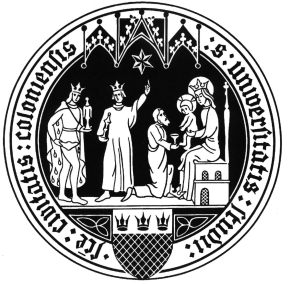 s : universitatis : studii : sce : civitatis : coloniensis